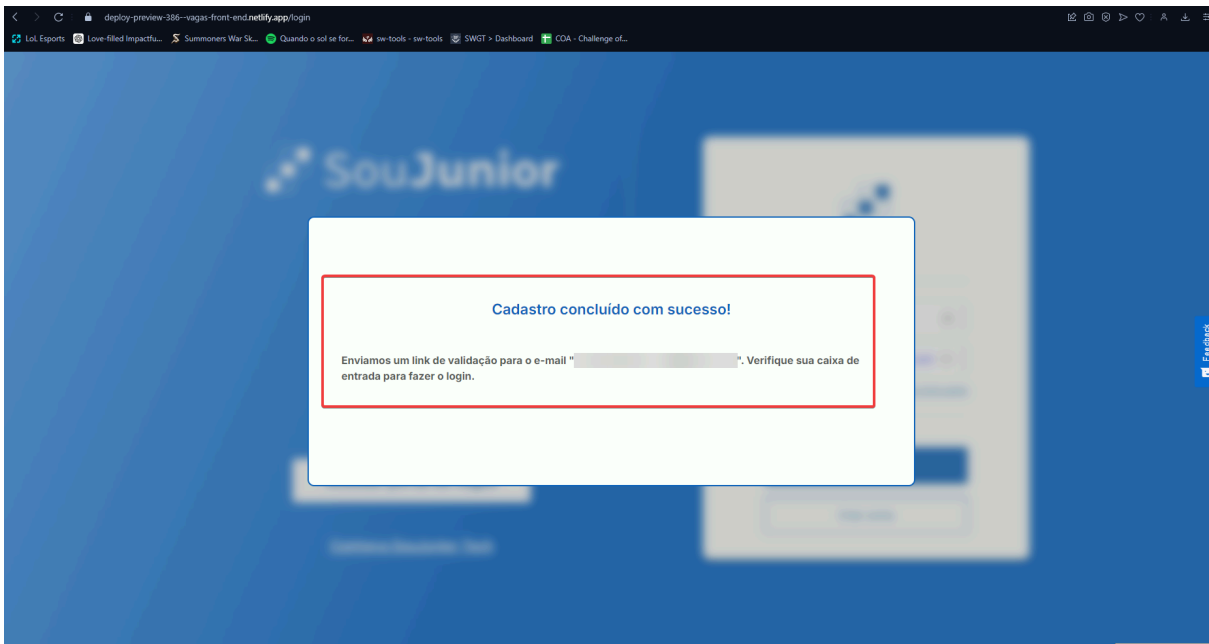 deploy-preview-386--vagas-front-end.netlify.app/login
LoL Esports Love-filled Impactfu... Summoners War Sk... Quando o sol se for... sw-tools - sw-tools SWGT > Dashboard COA - Challenge of...
SouJunior
Cadastro concluído com sucesso!
Enviamos um link de validação para o e-mail " ". Verifique sua caixa de
entrada para fazer o login.
Feedback